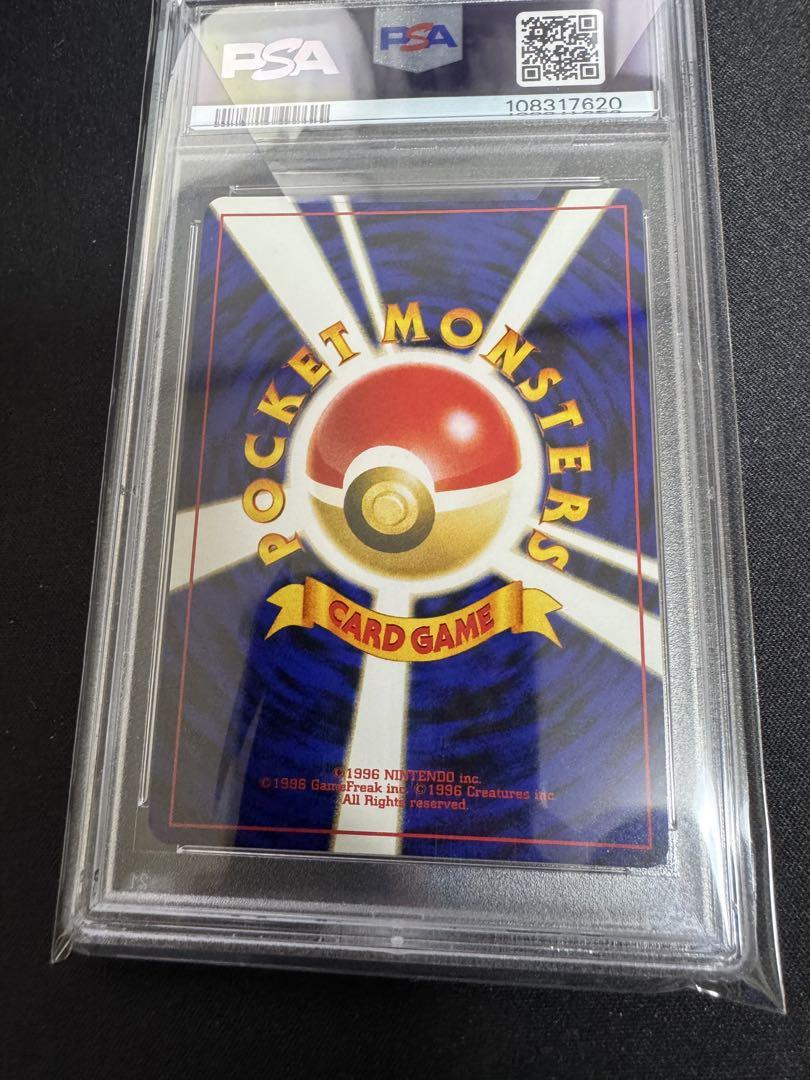 PSA
PSA
108317620
POCKET MONSTERS
CARD GAME
©1996 NINTENDO inc.
©1996 GameFreak inc. ©1996 Creatures inc.
All Rights reserved.